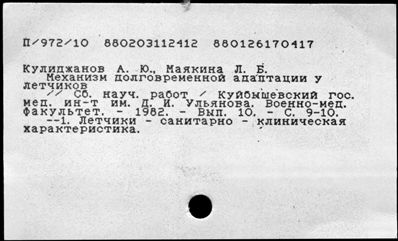 П/972/10 880203112412 880126170417
Кулиджанов А. Ю., Маякина Л. Б.
Механизм долговременной адаптации у
летчиков
// Сб. науч. работ / Куйбышевский гос.
мед. ин-т им. Д. И. Ульянова. Военно-мед.
факультет. - 1982. - Вып. 10. - С. 9-10.
--1. Летчики - санитарно - клиническая
характеристика.